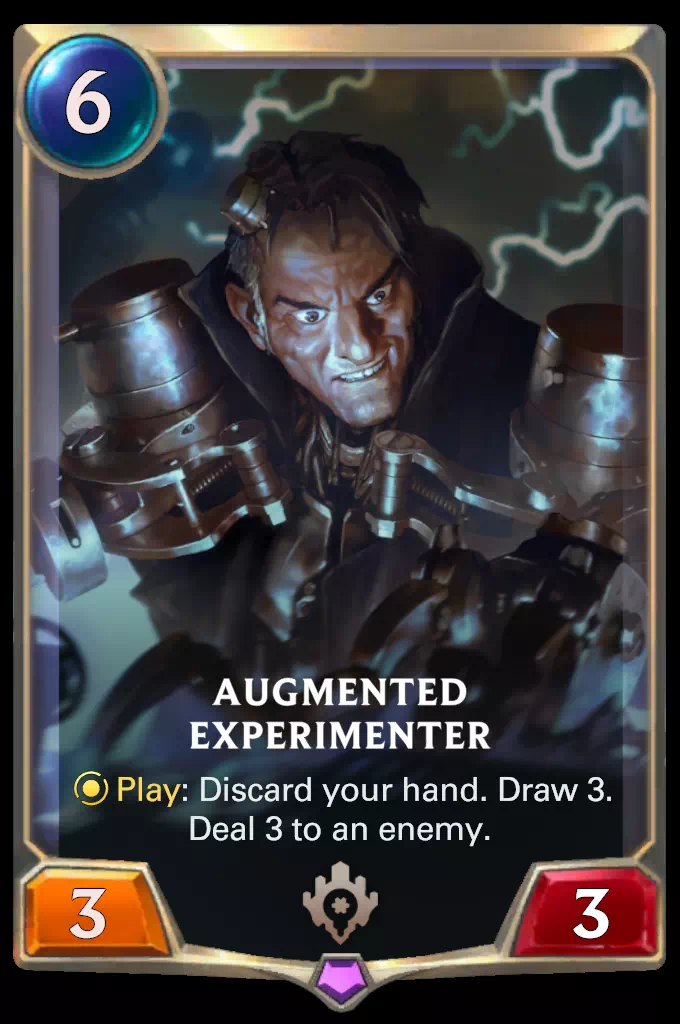 6
AUGMENTED
EXPERIMENTER
Play: Discard your hand. Draw 3.
Deal 3 to an enemy.
3 3